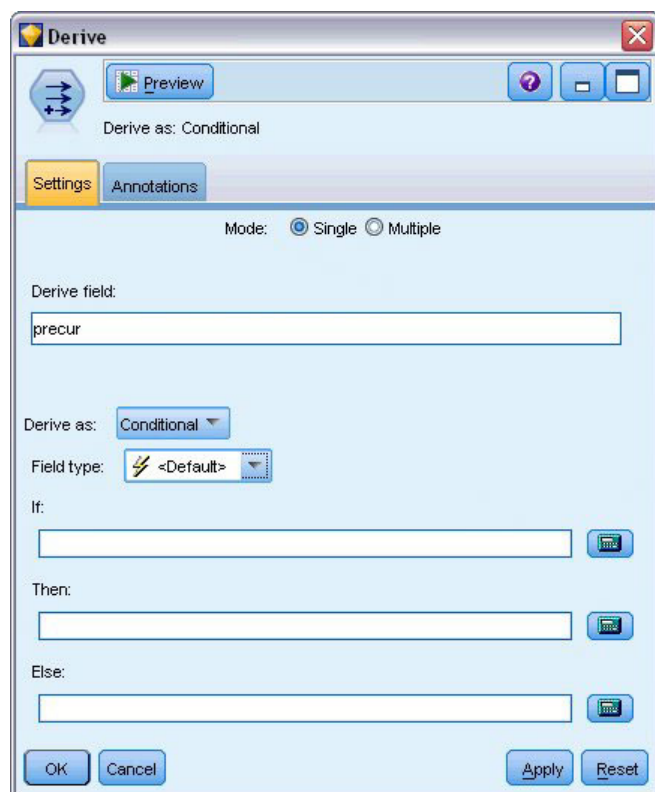 Derive
Preview
Derive as: Conditional
Settings Annotations
Mode: Single Multiple
Derive field:
precur
Derive as: Conditional
Field type: <Default>
If:
Then:
Else:
OK Cancel Apply Reset